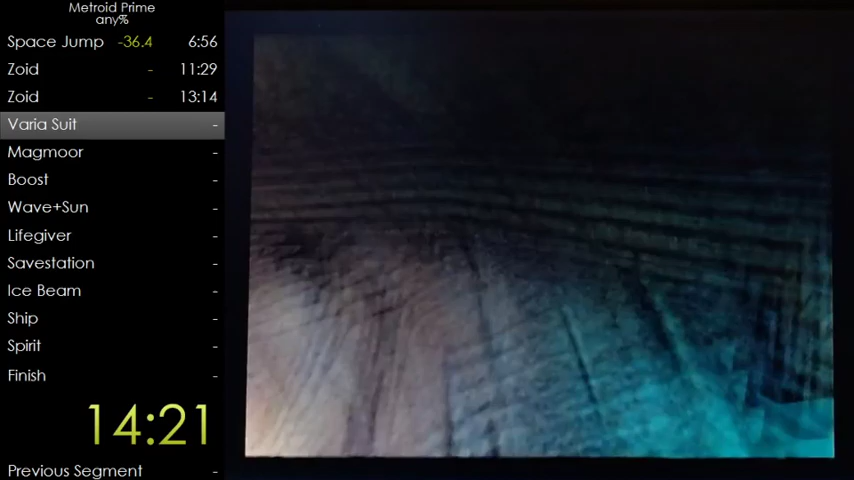 Metroid Prime
any%
Space Jump -36.4 6:56
Zoid - 11:29
Zoid - 13:14
Varia Suit -
Magmoor -
Boost -
Wave+Sun -
Lifegiver -
Savestation -
Ice Beam -
Ship -
Spirit -
Finish -
14:21
Previous Segment -